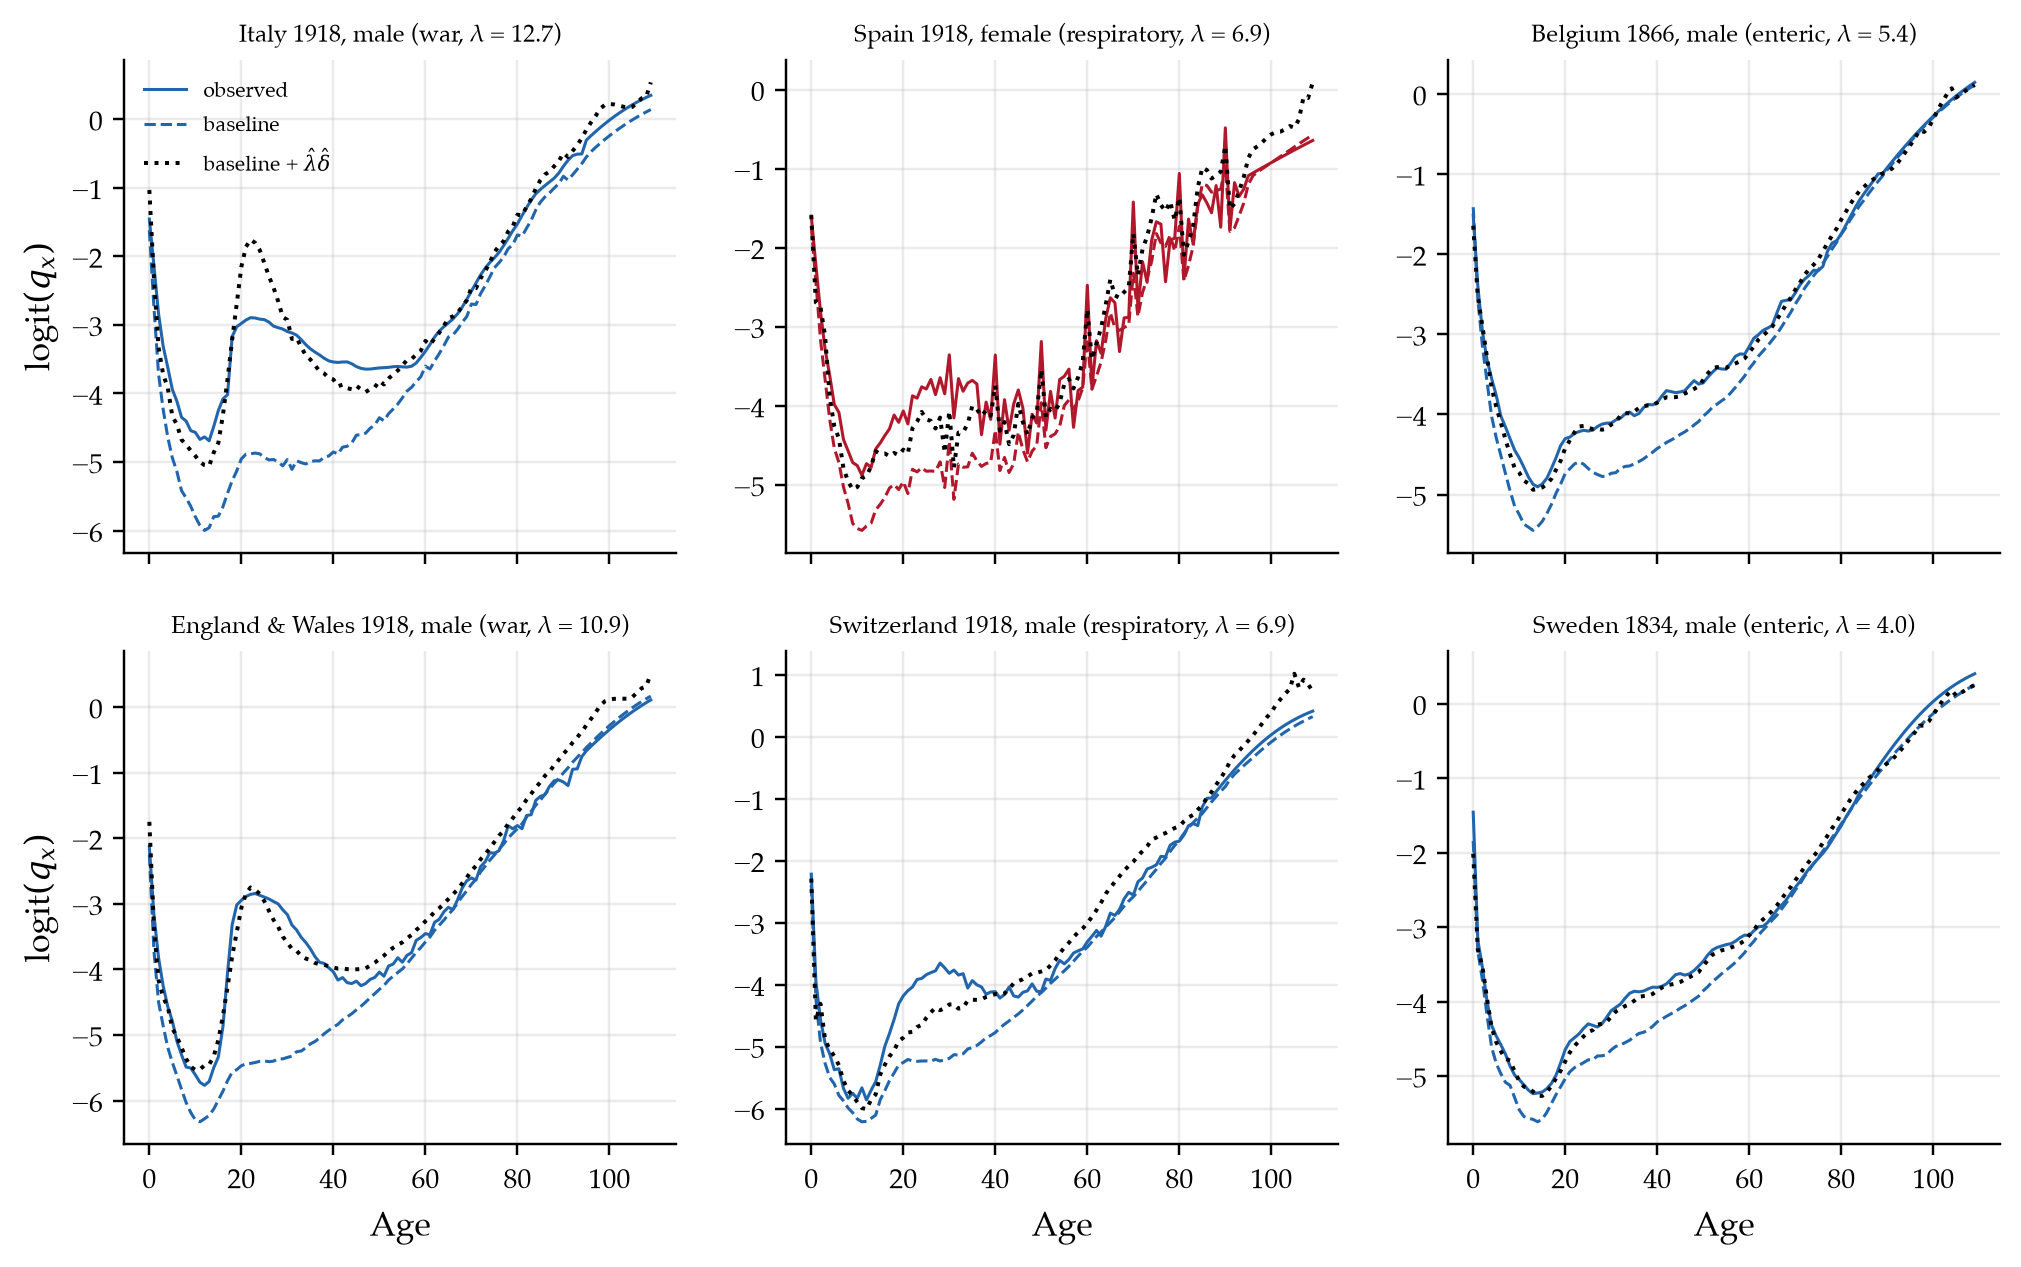 Italy 1918, male (war, λ = 12.7)
observed
baseline
baseline + λ̂δ̂
logit(qₓ)
0
−1
−2
−3
−4
−5
−6
Spain 1918, female (respiratory, λ = 6.9)
0
−1
−2
−3
−4
−5
Belgium 1866, male (enteric, λ = 5.4)
0
−1
−2
−3
−4
−5
England & Wales 1918, male (war, λ = 10.9)
logit(qₓ)
0
−1
−2
−3
−4
−5
−6
0 20 40 60 80 100
Age
Switzerland 1918, male (respiratory, λ = 6.9)
1
0
−1
−2
−3
−4
−5
−6
0 20 40 60 80 100
Age
Sweden 1834, male (enteric, λ = 4.0)
0
−1
−2
−3
−4
−5
0 20 40 60 80 100
Age